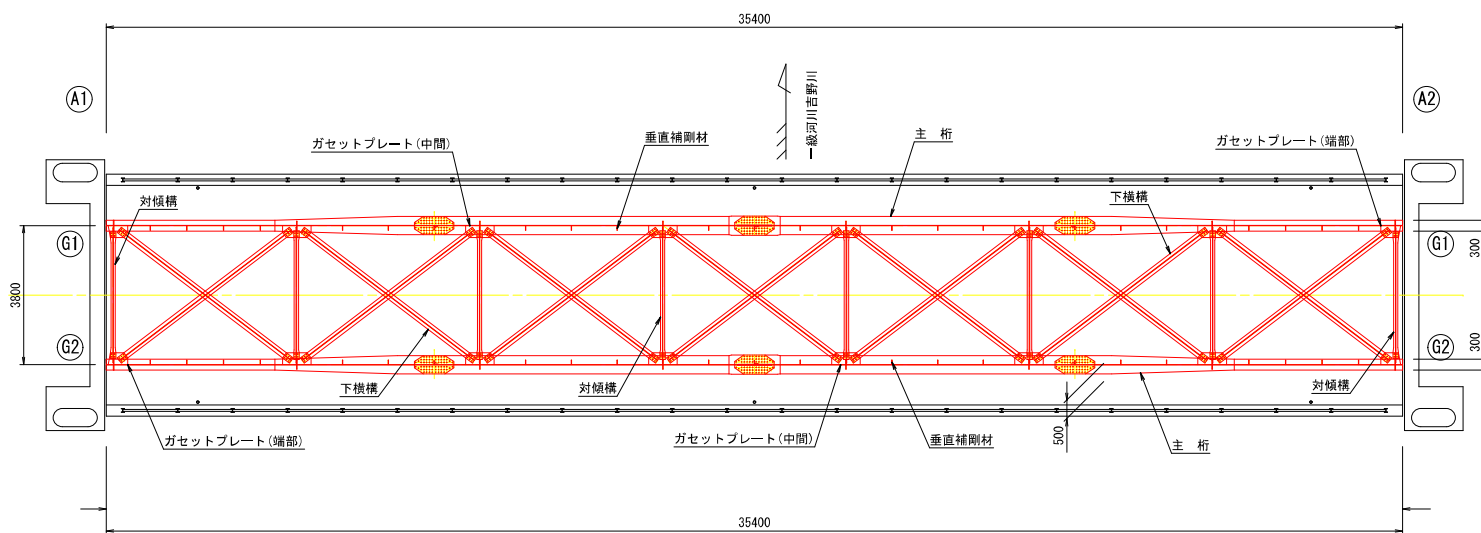 35400
A1
A2
一級河川吉野川
ガセットプレート(中間)
垂直補剛材
主 桁
ガセットプレート(端部)
対傾構
下横構
G1
G1
300
3800
G2
G2
300
下横構
対傾構
対傾構
ガセットプレート(端部)
ガセットプレート(中間)
垂直補剛材
500
主 桁
35400